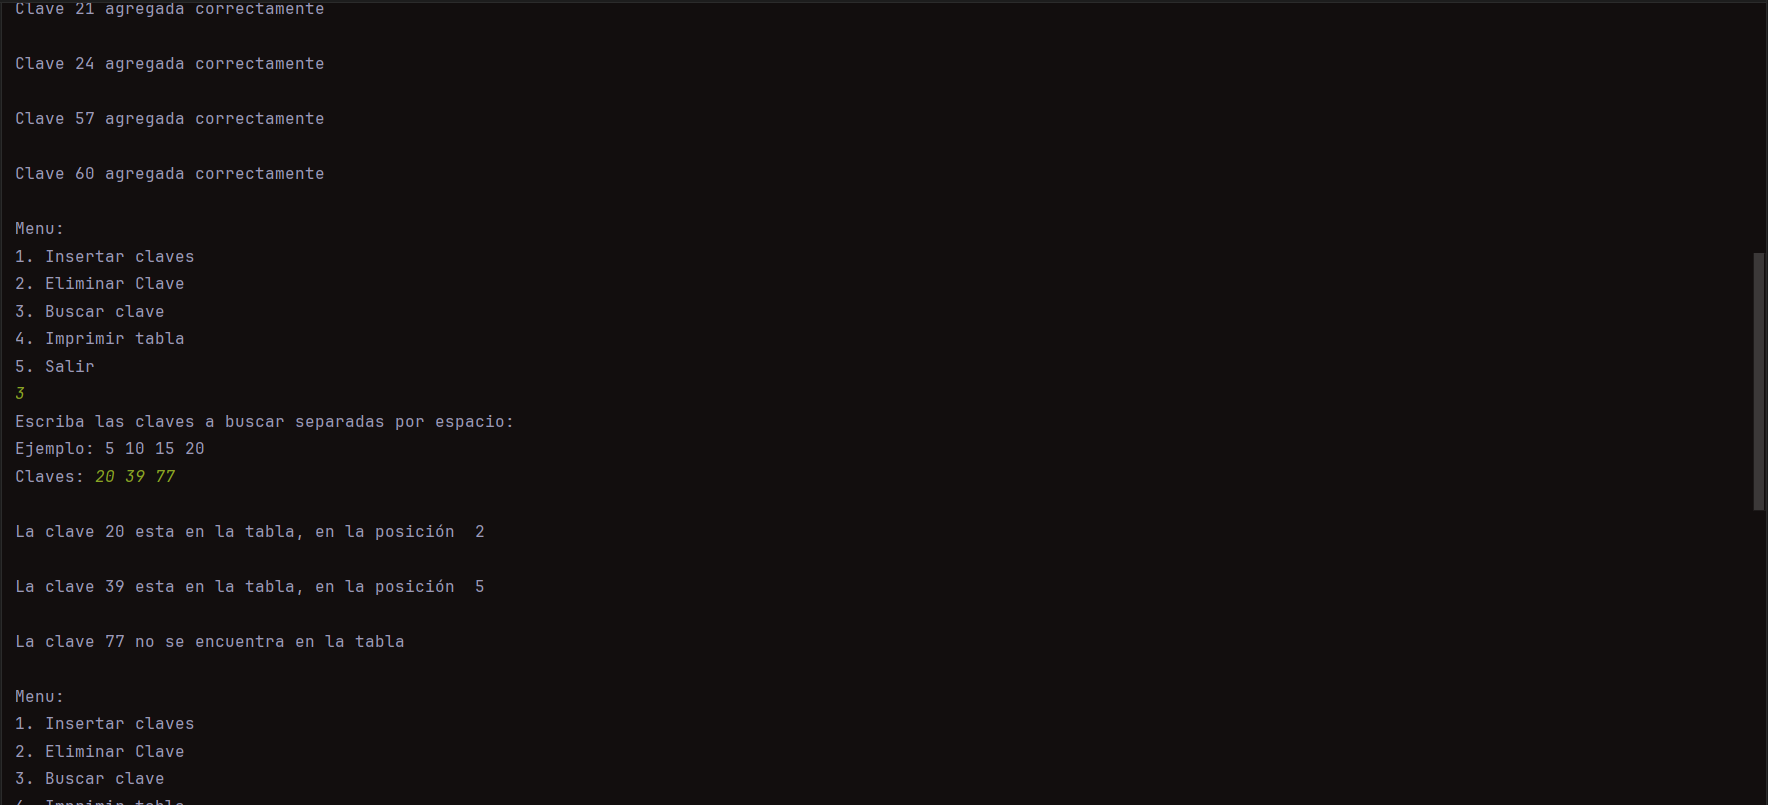 Clave 21 agregada correctamente
Clave 24 agregada correctamente
Clave 57 agregada correctamente
Clave 60 agregada correctamente
Menu:
1. Insertar claves
2. Eliminar Clave
3. Buscar clave
4. Imprimir tabla
5. Salir
3
Escriba las claves a buscar separadas por espacio:
Ejemplo: 5 10 15 20
Claves: 20 39 77
La clave 20 esta en la tabla, en la posición  2
La clave 39 esta en la tabla, en la posición  5
La clave 77 no se encuentra en la tabla
Menu:
1. Insertar claves
2. Eliminar Clave
3. Buscar clave
4. Imprimir tabla